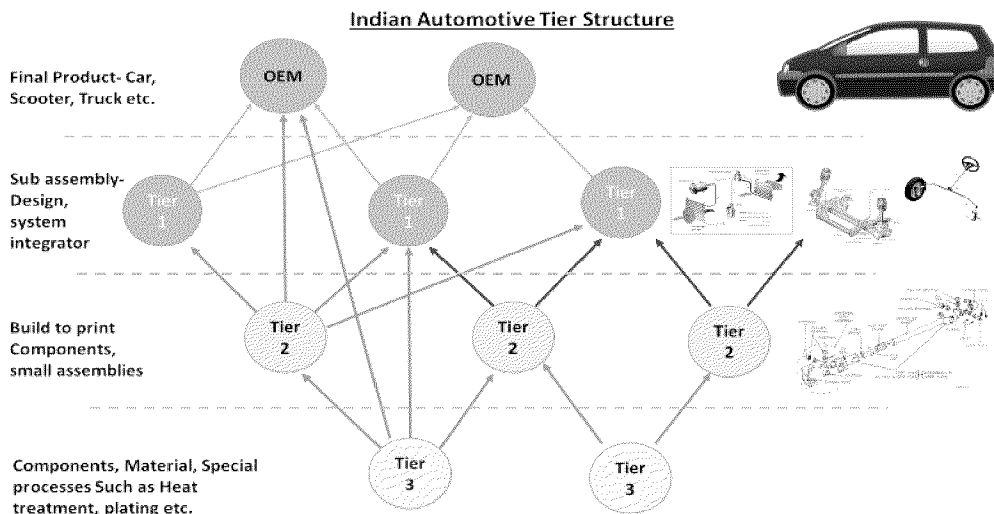 Indian Automotive Tier Structure
Final Product- Car,
Scooter, Truck etc.
OEM
OEM
Sub assembly-
Design,
system
integrator
Tier
1
Tier
1
Tier
1
Build to print
Components,
small assemblies
Tier
2
Tier
2
Tier
2
Components, Material, Special
processes Such as Heat
treatment, plating etc.
Tier
3
Tier
3